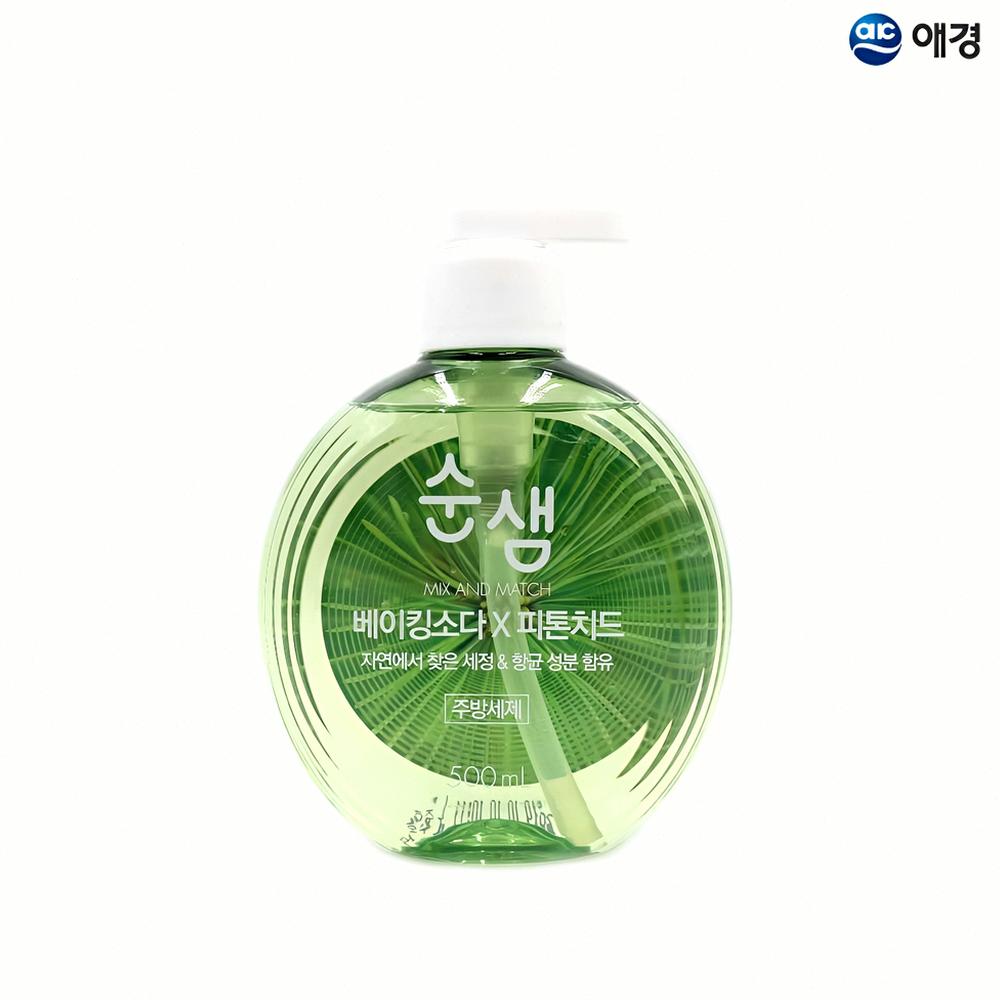 애경
순샘
MIX AND MATCH
베이킹소다 X 피톤치드
자연에서 찾은 세정 & 항균 성분 함유
주방세제
500 mL